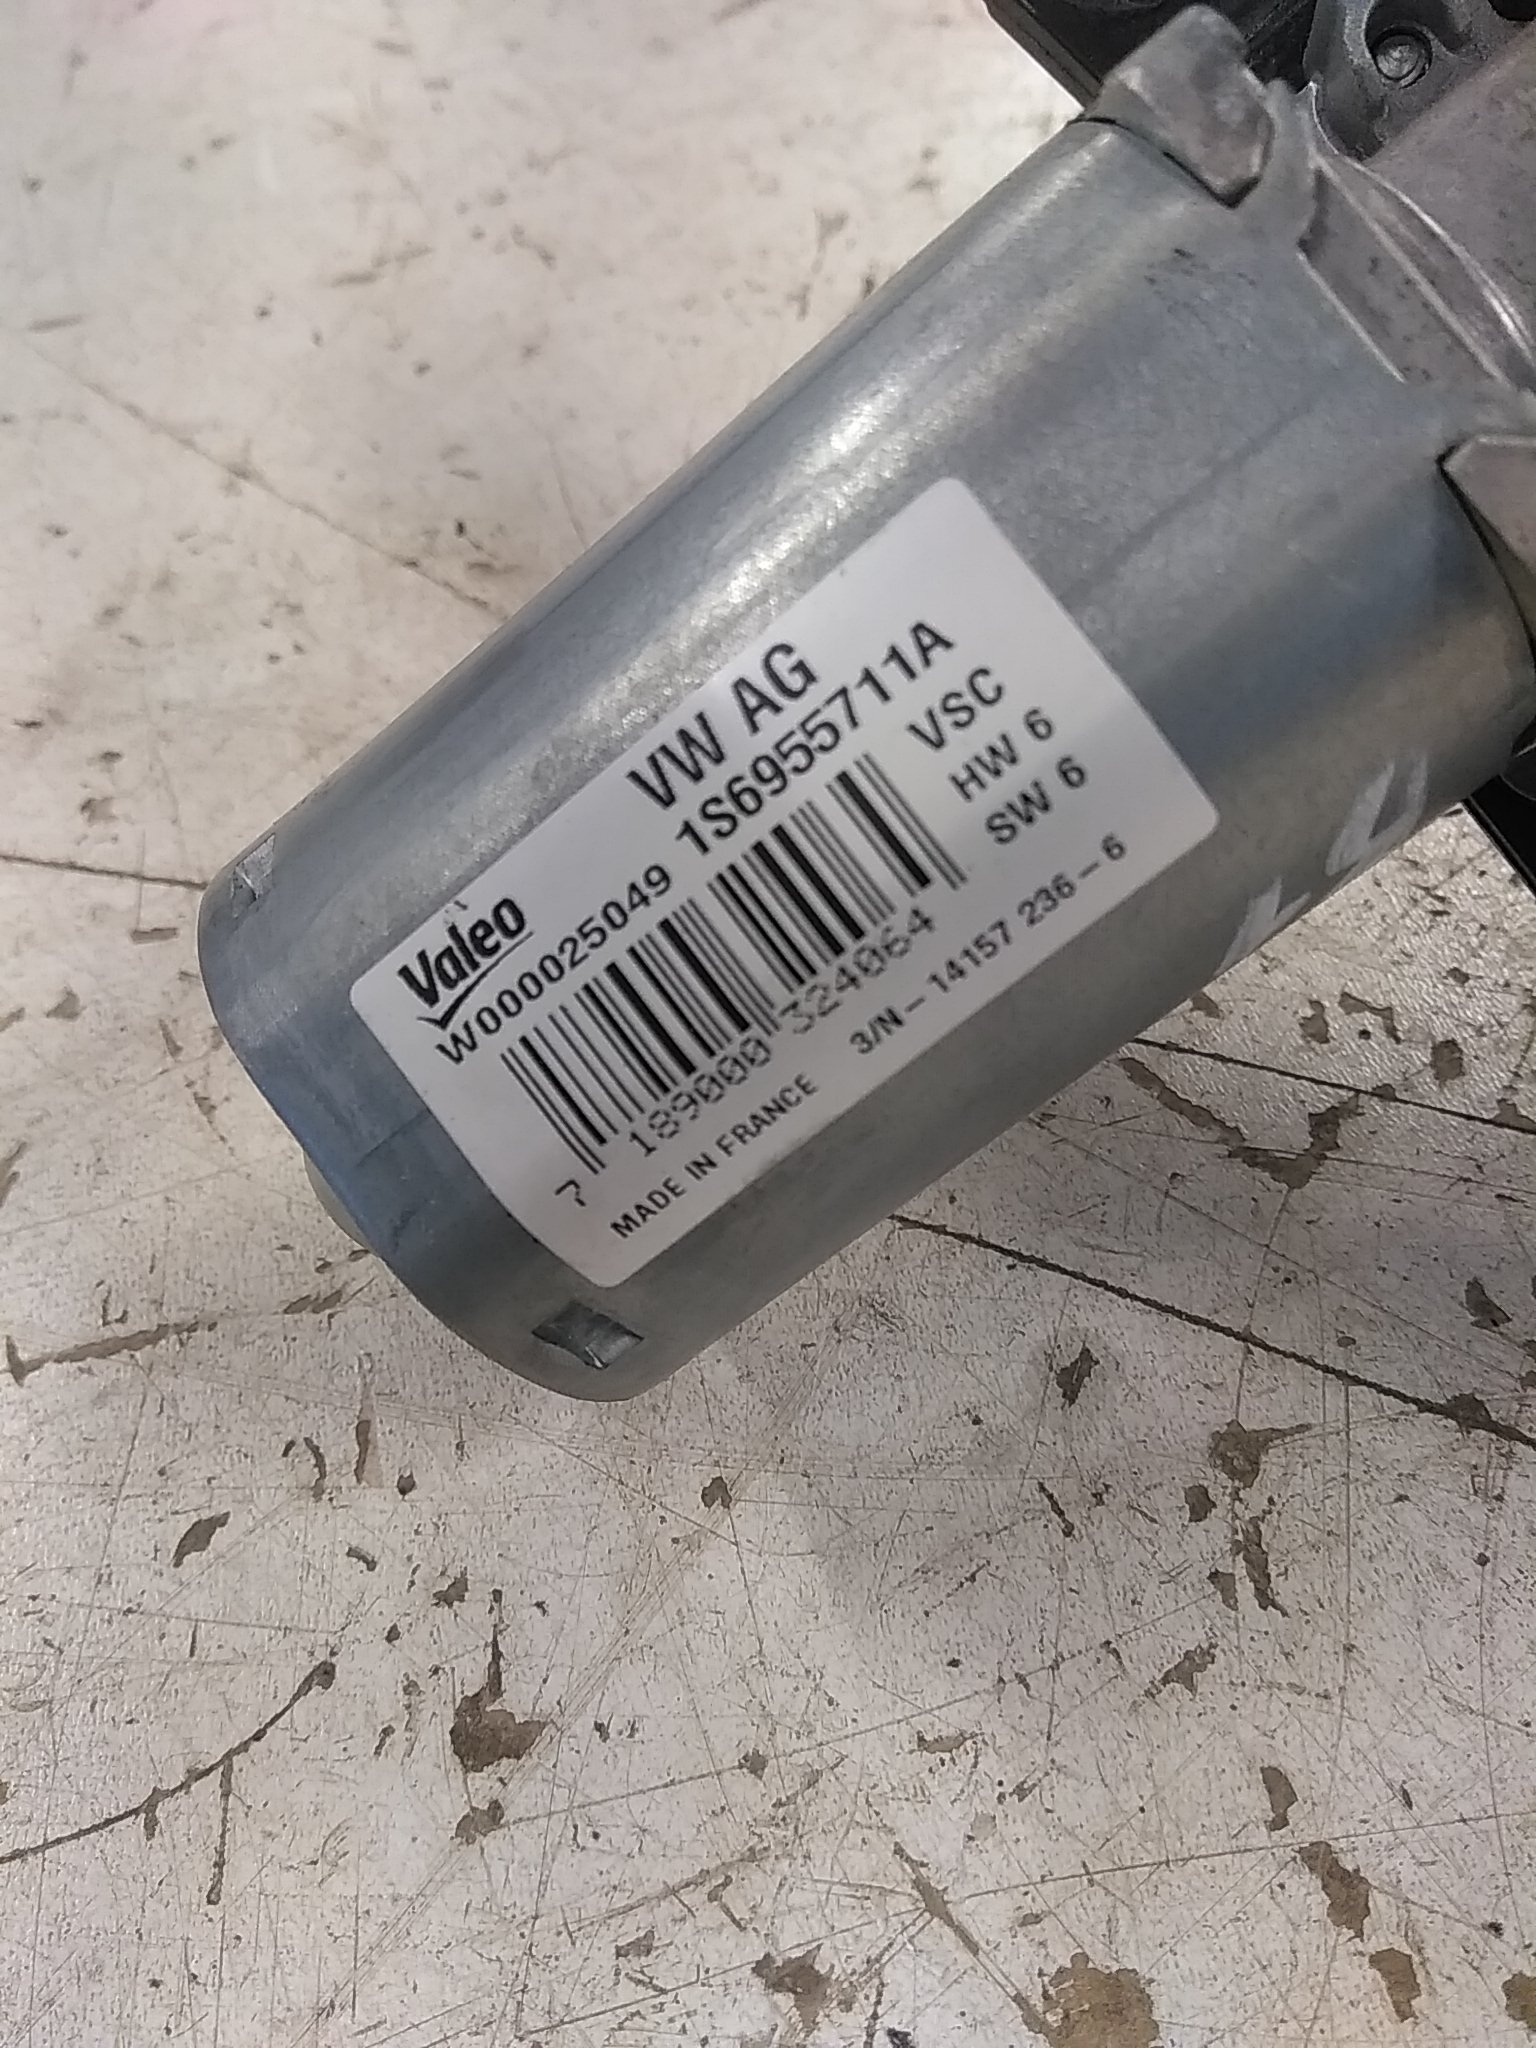 VW AG
Valeo
W000025049 1S6955711A
VSC
HW 6
SW 6
7 189000 324064
MADE IN FRANCE 3/N-14157 236-6